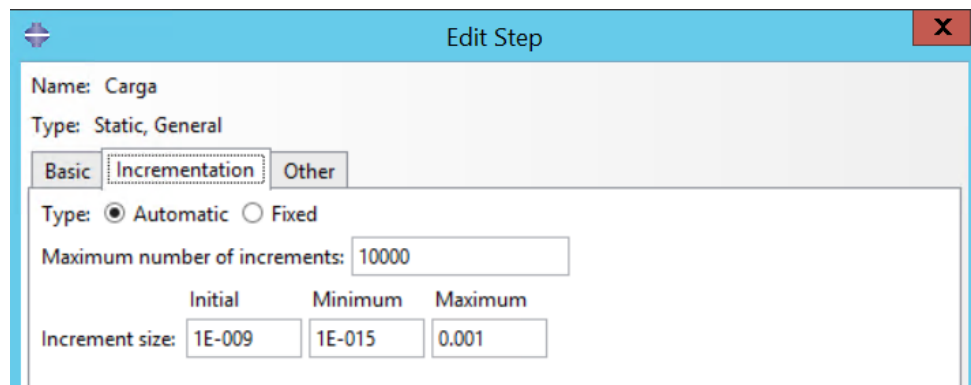 Edit Step
X
Name: Carga
Type: Static, General
Basic Incrementation Other
Type: Automatic Fixed
Maximum number of increments: 10000
Initial Minimum Maximum
Increment size: 1E-009 1E-015 0.001